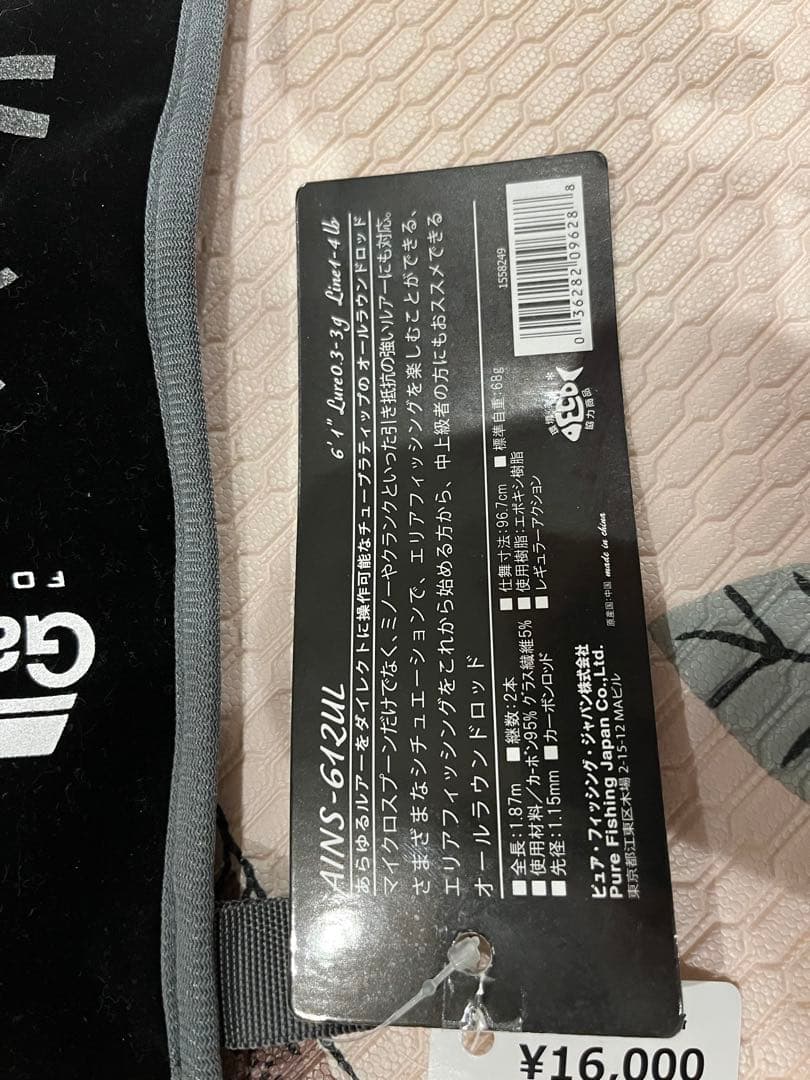 AINS-612UL
6'1" Lure0.3-3g Line1-4 lb
あらゆるルアーをダイレクトに操作可能なチューブラティップのオールラウンドロッド
マイクロスプーンだけでなく、ミノーやクランクといった引き抵抗の強いルアーにも対応。
さまざまなシチュエーションで、エリアフィッシングを楽しむことができる、
エリアフィッシングをこれから始める方から、中上級者の方にもおススメできる
オールラウンドロッド
■全長:1.87m ■継数:2本 ■仕舞寸法:96.7cm ■標準自重:68g
■使用材料/カーボン95% グラス繊維5% ■使用樹脂:エポキシ樹脂
■先径:1.15mm ■カーボンロッド ■レギュラーアクション
ピュア・フィッシング・ジャパン株式会社
Pure Fishing Japan Co.,Ltd.
東京都江東区木場 2-15-12 MAビル
原産国:中国 made in china
1558249
0 36282 09628 8
環境
ECO
協力商品
¥16,000
Ga